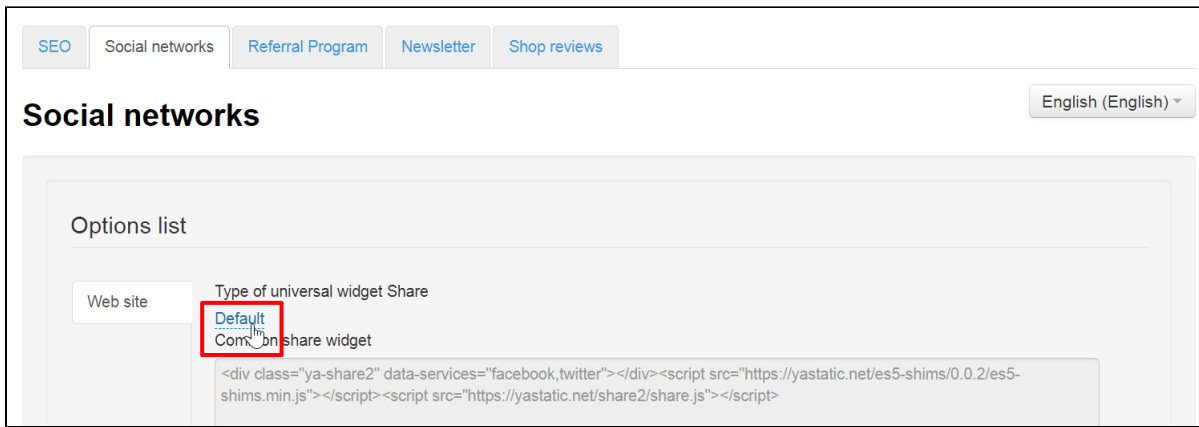 SEO Social networks Referral Program Newsletter Shop reviews
Social networks
English (English)
Options list
Web site
Type of universal widget Share
Default
Common share widget
<div class="ya-share2" data-services="facebook,twitter"></div><script src="https://yastatic.net/es5-shims/0.0.2/es5-
shims.min.js"></script><script src="https://yastatic.net/share2/share.js"></script>